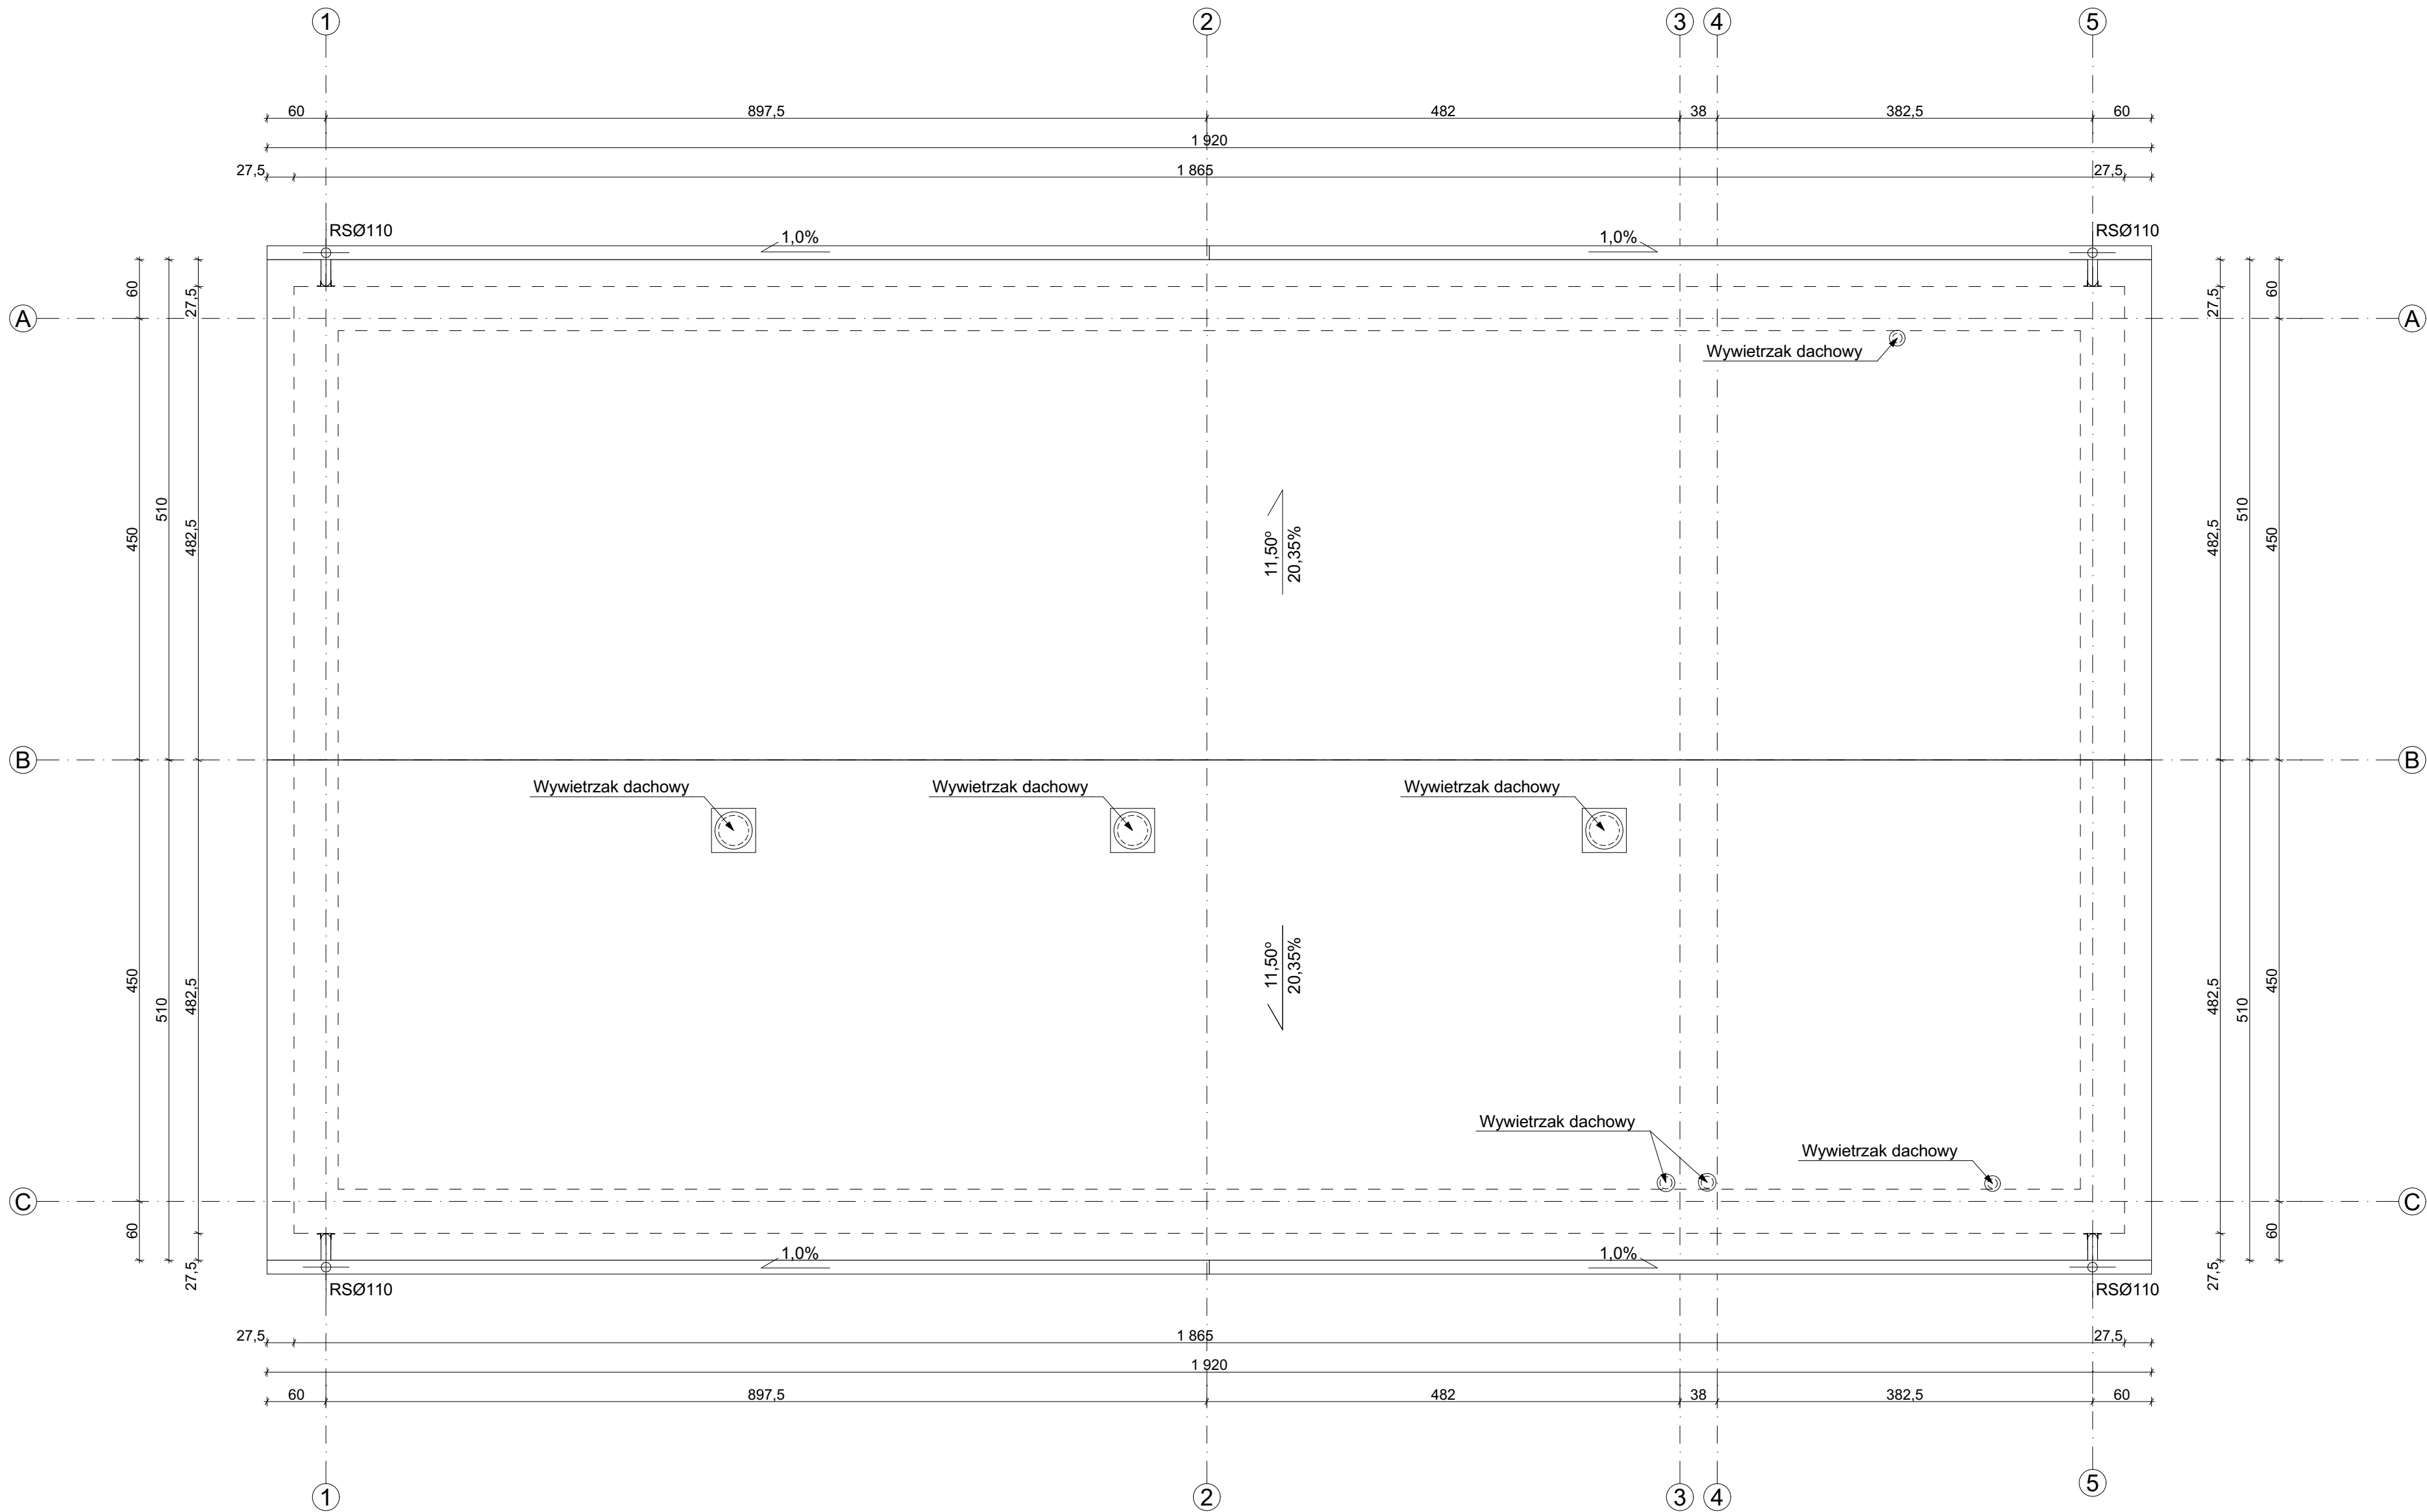 1 2 3 4 5
60 897,5 482 38 382,5 60
1 920
27,5 1 865 27,5
RSØ110 RSØ110
1,0% 1,0%
60 27,5 27,5 60
A A
Wywietrzak dachowy
450 510 482,5 482,5 510 450
11,50º
20,35%
B B
Wywietrzak dachowy Wywietrzak dachowy Wywietrzak dachowy
11,50º
20,35%
450 510 482,5 482,5 510 450
Wywietrzak dachowy
Wywietrzak dachowy
C C
60 27,5 27,5 60
1,0% 1,0%
RSØ110 RSØ110
27,5 1 865 27,5
1 920
60 897,5 482 38 382,5 60
1 2 3 4 5